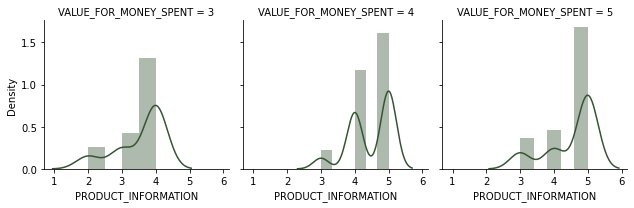 VALUE_FOR_MONEY_SPENT = 3
VALUE_FOR_MONEY_SPENT = 4
VALUE_FOR_MONEY_SPENT = 5
1.5
1.0
0.5
0.0
Density
1 2 3 4 5 6
1 2 3 4 5 6
1 2 3 4 5 6
PRODUCT_INFORMATION
PRODUCT_INFORMATION
PRODUCT_INFORMATION